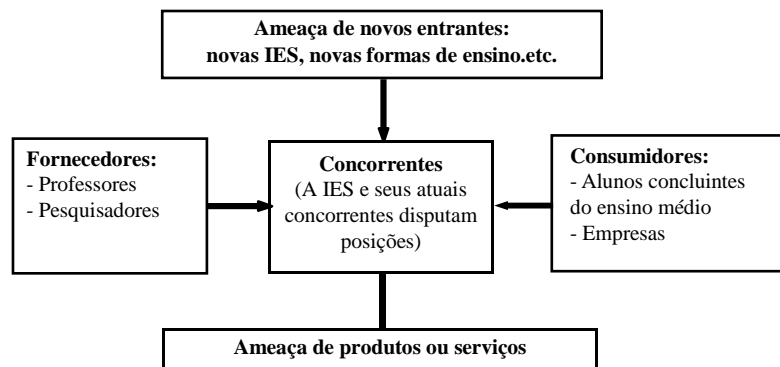 Ameaça de novos entrantes:
novas IES, novas formas de ensino.etc.
Fornecedores:
- Professores
- Pesquisadores
Concorrentes
(A IES e seus atuais
concorrentes disputam
posições)
Consumidores:
- Alunos concluintes
do ensino médio
- Empresas
Ameaça de produtos ou serviços